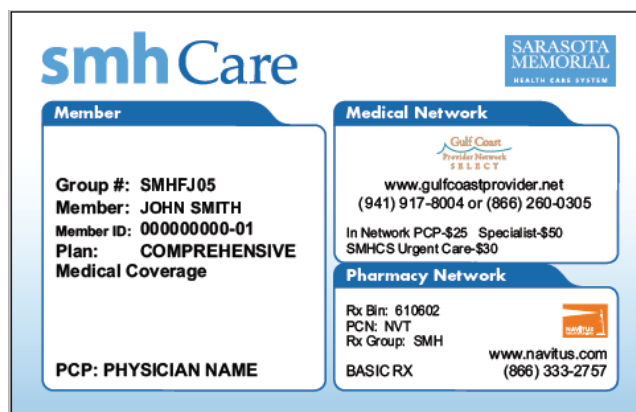 smhCare
SARASOTA
MEMORIAL
HEALTH CARE SYSTEM
Member
Group #: SMHFJ05
Member: JOHN SMITH
Member ID: 000000000-01
Plan: COMPREHENSIVE
Medical Coverage
PCP: PHYSICIAN NAME
Medical Network
Gulf Coast
Provider Network
SELECT
www.gulfcoastprovider.net
(941) 917-8004 or (866) 260-0305
In Network PCP-$25 Specialist-$50
SMHCS Urgent Care-$30
Pharmacy Network
Rx Bin: 610602
PCN: NVT
Rx Group: SMH
BASIC RX
NAVITUS
www.navitus.com
(866) 333-2757